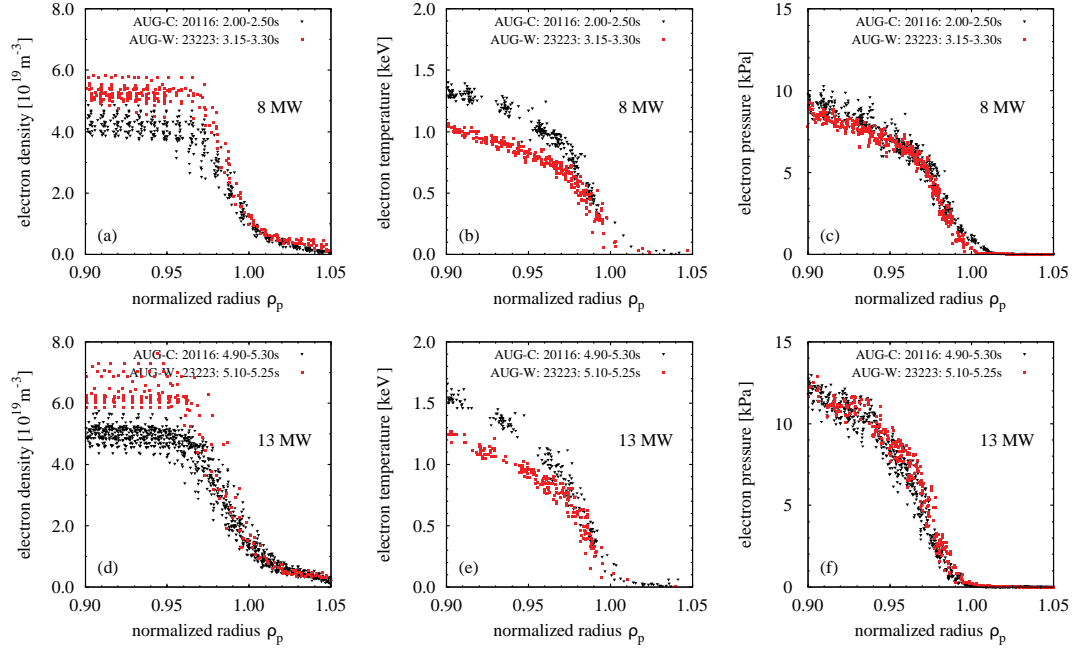 AUG-C: 20116: 2.00-2.50s
AUG-W: 23223: 3.15-3.30s
8.0
6.0
4.0
2.0
0.0
electron density [10^19 m^-3]
8 MW
(a)
0.90 0.95 1.00 1.05
normalized radius ρp
AUG-C: 20116: 2.00-2.50s
AUG-W: 23223: 3.15-3.30s
2.0
1.5
1.0
0.5
0.0
electron temperature [keV]
8 MW
(b)
0.90 0.95 1.00 1.05
normalized radius ρp
AUG-C: 20116: 2.00-2.50s
AUG-W: 23223: 3.15-3.30s
15
10
5
0
electron pressure [kPa]
8 MW
(c)
0.90 0.95 1.00 1.05
normalized radius ρp
AUG-C: 20116: 4.90-5.30s
AUG-W: 23223: 5.10-5.25s
8.0
6.0
4.0
2.0
0.0
electron density [10^19 m^-3]
13 MW
(d)
0.90 0.95 1.00 1.05
normalized radius ρp
AUG-C: 20116: 4.90-5.30s
AUG-W: 23223: 5.10-5.25s
2.0
1.5
1.0
0.5
0.0
electron temperature [keV]
13 MW
(e)
0.90 0.95 1.00 1.05
normalized radius ρp
AUG-C: 20116: 4.90-5.30s
AUG-W: 23223: 5.10-5.25s
15
10
5
0
electron pressure [kPa]
13 MW
(f)
0.90 0.95 1.00 1.05
normalized radius ρp